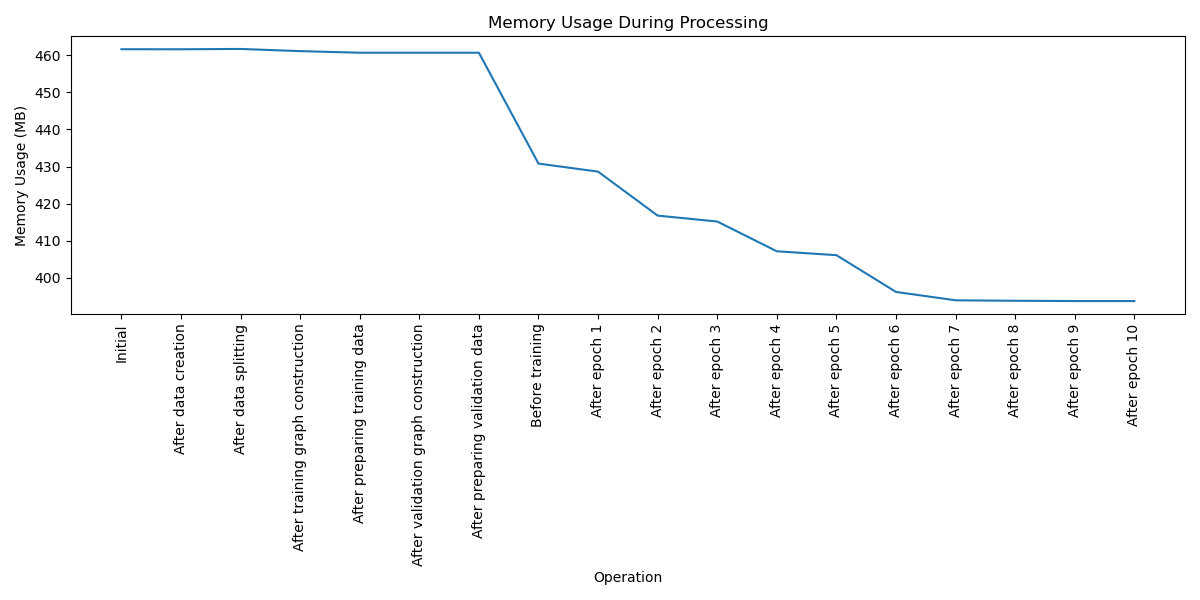 Memory Usage During Processing
Memory Usage (MB)
460
450
440
430
420
410
400
Initial
After data creation
After data splitting
After training graph construction
After preparing training data
After validation graph construction
After preparing validation data
Before training
After epoch 1
After epoch 2
After epoch 3
After epoch 4
After epoch 5
After epoch 6
After epoch 7
After epoch 8
After epoch 9
After epoch 10
Operation